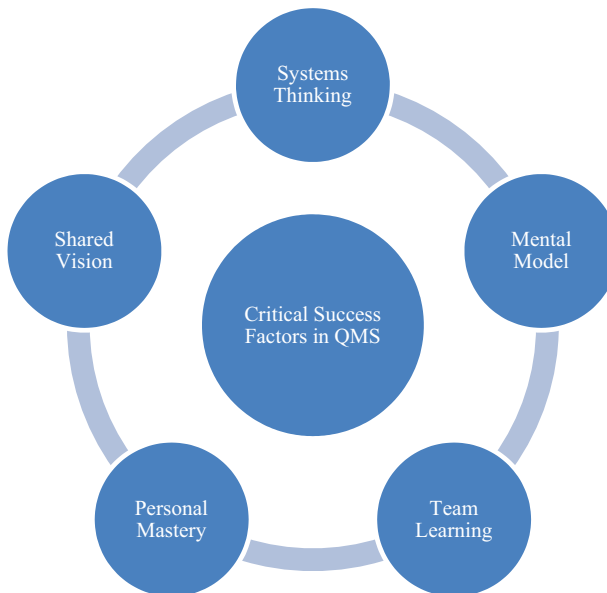 Systems
Thinking
Shared
Vision
Mental
Model
Critical Success
Factors in QMS
Personal
Mastery
Team
Learning